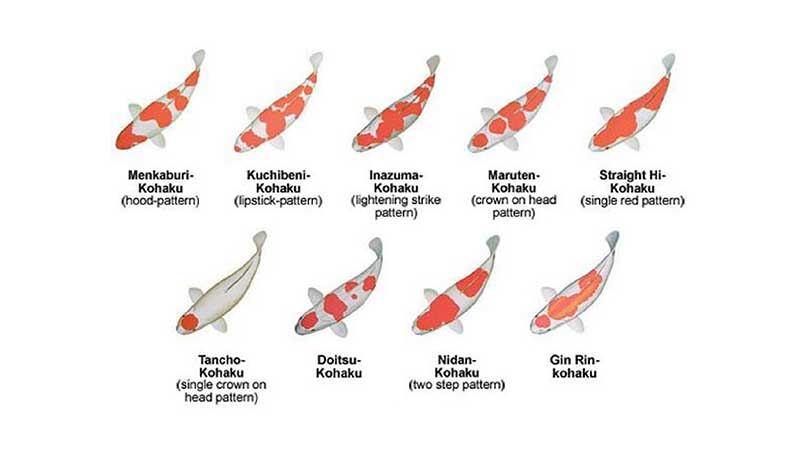 Menkaburi-
Kohaku
(hood-pattern)
Kuchibeni-
Kohaku
(lipstick-pattern)
Inazuma-
Kohaku
(lightening strike
pattern)
Maruten-
Kohaku
(crown on head
pattern)
Straight Hi-
Kohaku
(single red pattern)
Tancho-
Kohaku
(single crown on
head pattern)
Doitsu-
Kohaku
Nidan-
Kohaku
(two step pattern)
Gin Rin-
kohaku